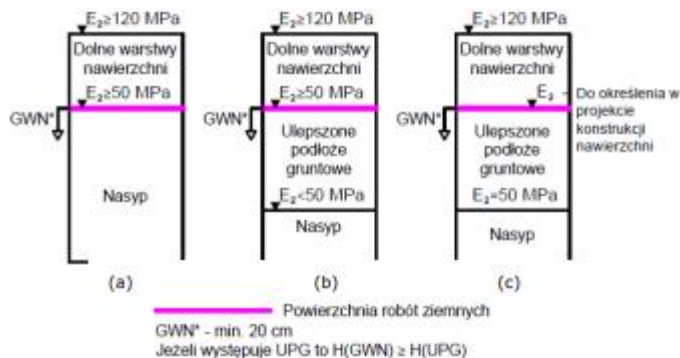 E₂≥120 MPa
Dolne warstwy
nawierzchni
E₂≥50 MPa
GWN*
Nasyp
(a)
E₂≥120 MPa
Dolne warstwy
nawierzchni
E₂≥50 MPa
GWN*
Ulepszone
podłoże
gruntowe
E₂<50 MPa
Nasyp
(b)
E₂≥120 MPa
Dolne warstwy
nawierzchni
E₂
Do określenia w
projekcie
konstrukcji
nawierzchni
GWN*
Ulepszone
podłoże
gruntowe
E₂=50 MPa
Nasyp
(c)
Powierzchnia robót ziemnych
GWN* - min. 20 cm
Jeżeli występuje UPG to H(GWN) ≥ H(UPG)